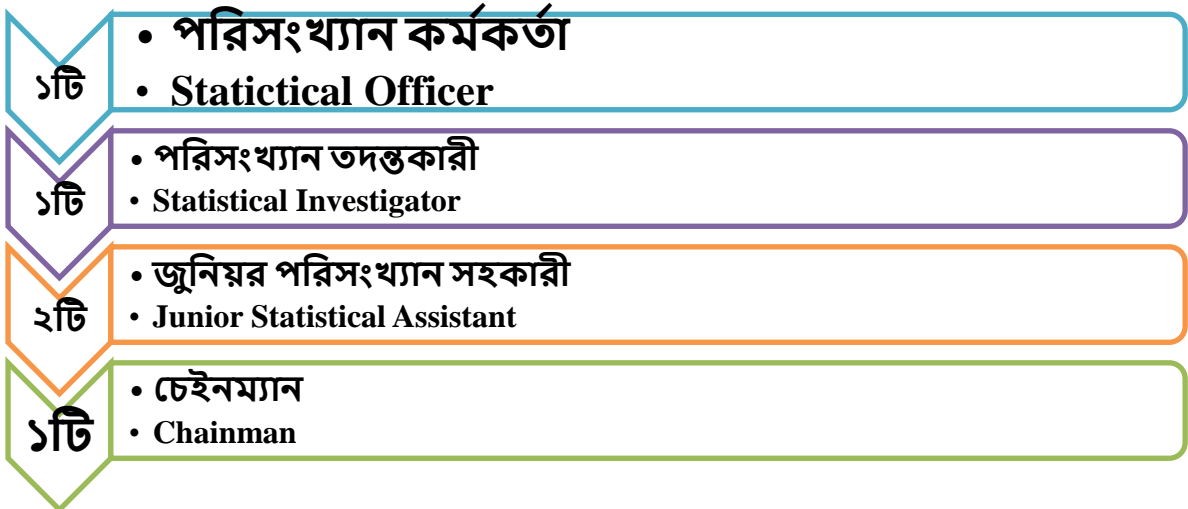 ১টি
• পরিসংখ্যান কর্মকর্তা
• Statictical Officer
১টি
• পরিসংখ্যান তদন্তকারী
• Statistical Investigator
২টি
• জুনিয়র পরিসংখ্যান সহকারী
• Junior Statistical Assistant
১টি
• চেইনম্যান
• Chainman